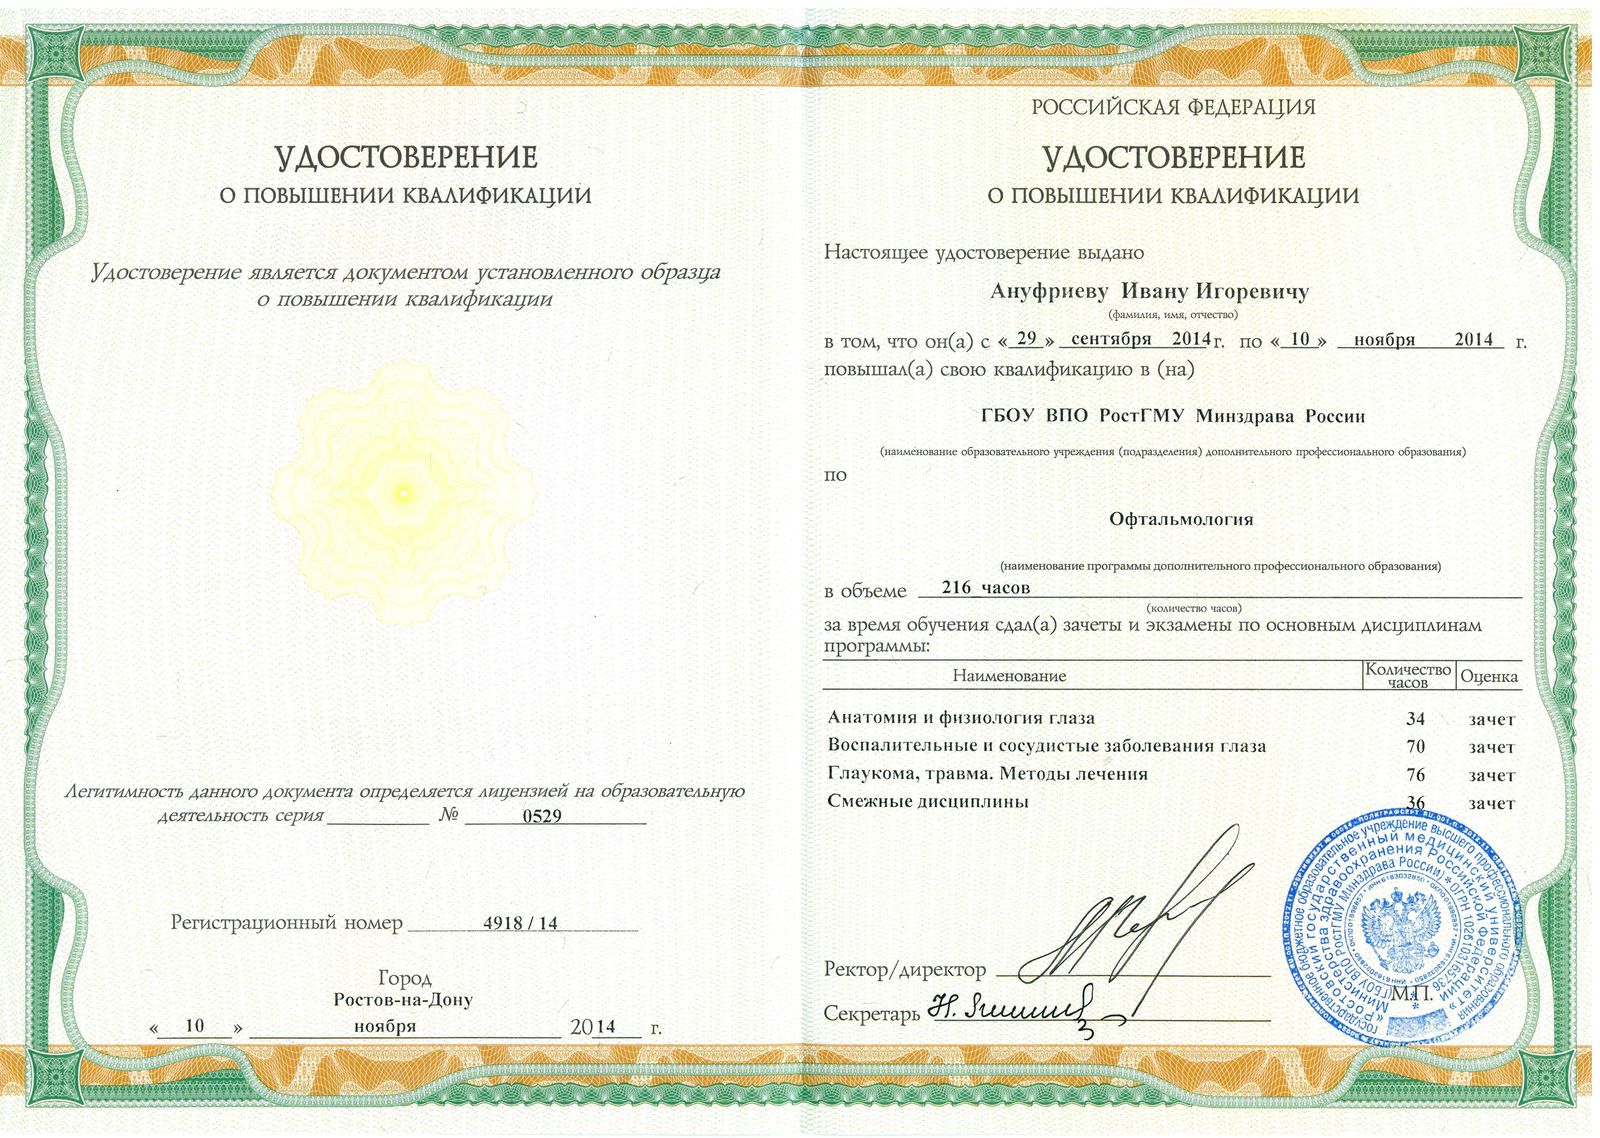 УДОСТОВЕРЕНИЕ
О ПОВЫШЕНИИ КВАЛИФИКАЦИИ
Удостоверение является документом установленного образца
о повышении квалификации
Легитимность данного документа определяется лицензией на образовательную
деятельность серия № 0529
Регистрационный номер 4918 / 14
Город
Ростов-на-Дону
« 10 » ноября 2014 г.
РОССИЙСКАЯ ФЕДЕРАЦИЯ
УДОСТОВЕРЕНИЕ
О ПОВЫШЕНИИ КВАЛИФИКАЦИИ
Настоящее удостоверение выдано
Ануфриеву Ивану Игоревичу
(фамилия, имя, отчество)
в том, что он(а) с « 29 » сентября 2014 г. по « 10 » ноября 2014 г.
повышал(а) свою квалификацию в (на)
ГБОУ ВПО РостГМУ Минздрава России
(наименование образовательного учреждения (подразделения) дополнительного профессионального образования)
по
Офтальмология
(наименование программы дополнительного профессионального образования)
в объеме 216 часов
(количество часов)
за время обучения сдал(а) зачеты и экзамены по основным дисциплинам
программы:
Наименование Количество часов Оценка
Анатомия и физиология глаза 34 зачет
Воспалительные и сосудистые заболевания глаза 70 зачет
Глаукома, травма. Методы лечения 76 зачет
Смежные дисциплины 36 зачет
Ректор/директор
Секретарь
М.П.
государственное бюджетное образовательное учреждение высшего профессионального образования
«Ростовский государственный медицинский университет»
Министерства здравоохранения Российской Федерации
(ГБОУ ВПО РостГМУ Минздрава России) * ОГРН 1026103165736 *